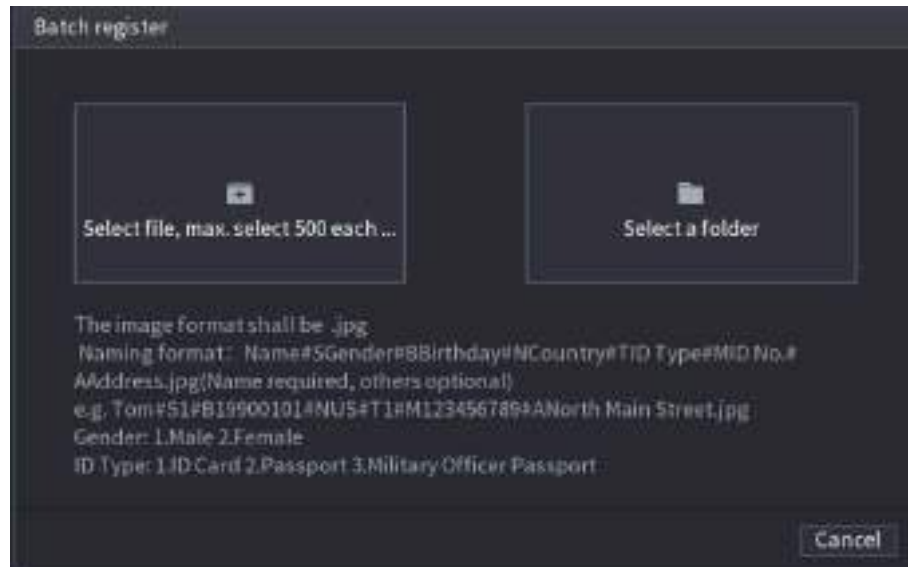 Batch register
Select file, max. select 500 each ...
Select a folder
The image format shall be .jpg
Naming format: Name#SGender#BBirthday#NCountry#TID Type#MID No.#
AAddress.jpg(Name required, others optional)
e.g. Tom#S1#B19900101#NUS#T1#M123456789#ANorth Main Street.jpg
Gender: 1.Male 2.Female
ID Type: 1.ID Card 2.Passport 3.Military Officer Passport
Cancel